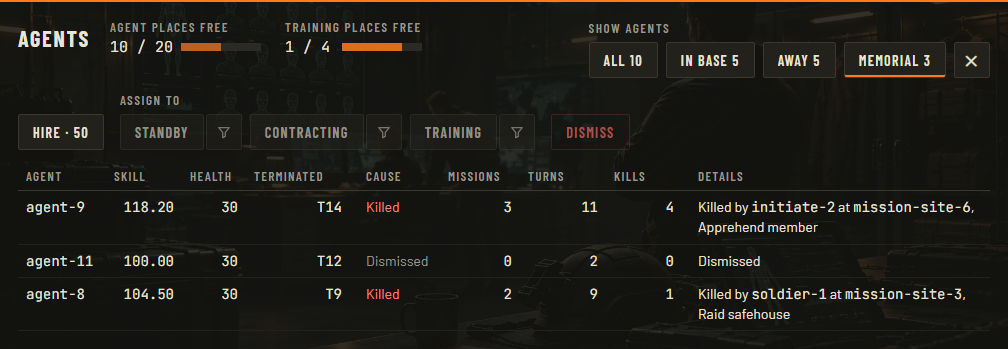 AGENTS
AGENT PLACES FREE
10 / 20
TRAINING PLACES FREE
1 / 4
SHOW AGENTS
ALL 10
IN BASE 5
AWAY 5
MEMORIAL 3
✕
ASSIGN TO
HIRE · 50
STANDBY
CONTRACTING
TRAINING
DISMISS
AGENT SKILL HEALTH TERMINATED CAUSE MISSIONS TURNS KILLS DETAILS
agent-9 118.20 30 T14 Killed 3 11 4 Killed by initiate-2 at mission-site-6,
Apprehend member
agent-11 100.00 30 T12 Dismissed 0 2 0 Dismissed
agent-8 104.50 30 T9 Killed 2 9 1 Killed by soldier-1 at mission-site-3,
Raid safehouse